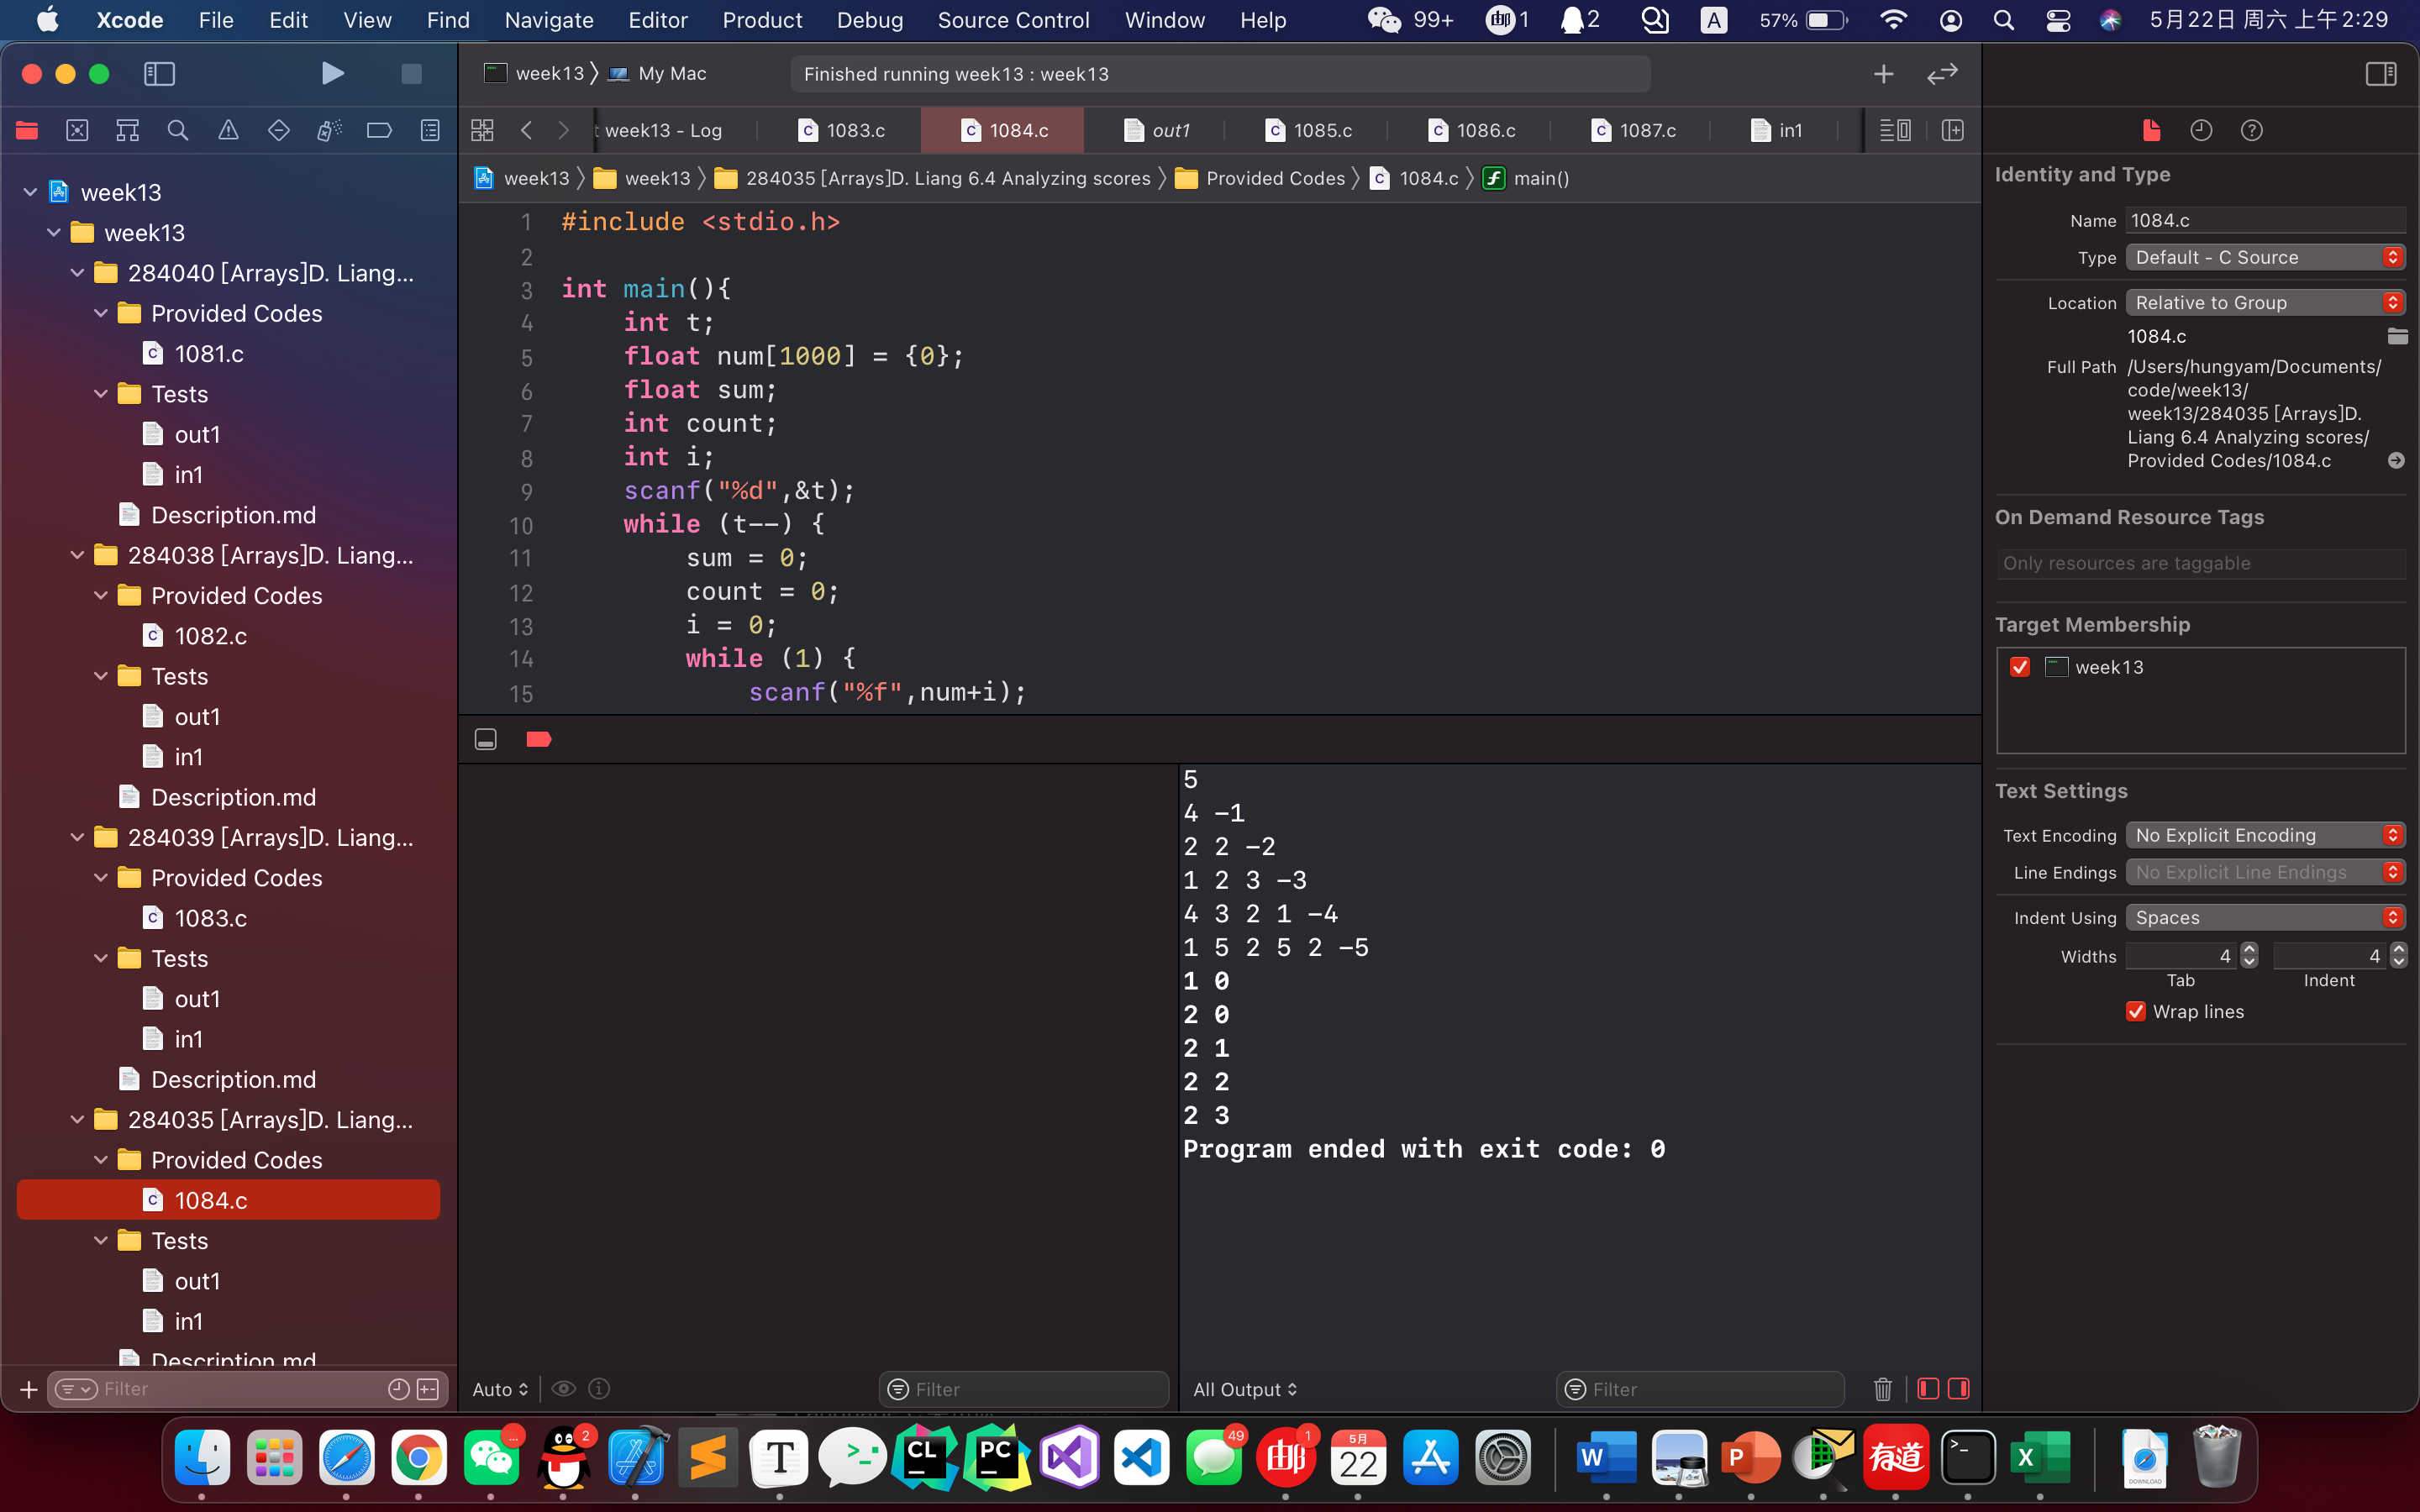 Xcode File Edit View Find Navigate Editor Product Debug Source Control Window Help 99+ 邮 1 2 A 57% 5月22日 周六 上午2:29
week13 〉 My Mac
Finished running week13 : week13
week13 - Log
1083.c
1084.c
out1
1085.c
1086.c
1087.c
in1
week13 〉 week13 〉 284035 [Arrays]D. Liang 6.4 Analyzing scores 〉 Provided Codes 〉 1084.c 〉 main()
week13
week13
284040 [Arrays]D. Liang...
Provided Codes
1081.c
Tests
out1
in1
Description.md
284038 [Arrays]D. Liang...
Provided Codes
1082.c
Tests
out1
in1
Description.md
284039 [Arrays]D. Liang...
Provided Codes
1083.c
Tests
out1
in1
Description.md
284035 [Arrays]D. Liang...
Provided Codes
1084.c
Tests
out1
in1
Description.md
Filter
1 #include <stdio.h>
2
3 int main(){
4 int t;
5 float num[1000] = {0};
6 float sum;
7 int count;
8 int i;
9 scanf("%d",&t);
10 while (t--) {
11 sum = 0;
12 count = 0;
13 i = 0;
14 while (1) {
15 scanf("%f",num+i);
5
4 -1
2 2 -2
1 2 3 -3
4 3 2 1 -4
1 5 2 5 2 -5
1 0
2 0
2 1
2 2
2 3
Program ended with exit code: 0
Auto
Filter
All Output
Filter
Identity and Type
Name 1084.c
Type Default - C Source
Location Relative to Group
1084.c
Full Path /Users/hungyam/Documents/
code/week13/
week13/284035 [Arrays]D.
Liang 6.4 Analyzing scores/
Provided Codes/1084.c
On Demand Resource Tags
Only resources are taggable
Target Membership
week13
Text Settings
Text Encoding No Explicit Encoding
Line Endings No Explicit Line Endings
Indent Using Spaces
Widths 4 4
Tab Indent
Wrap lines
... 2 T CL PC 49 邮 1 5月 22 W P 有道 X DOWNLOAD